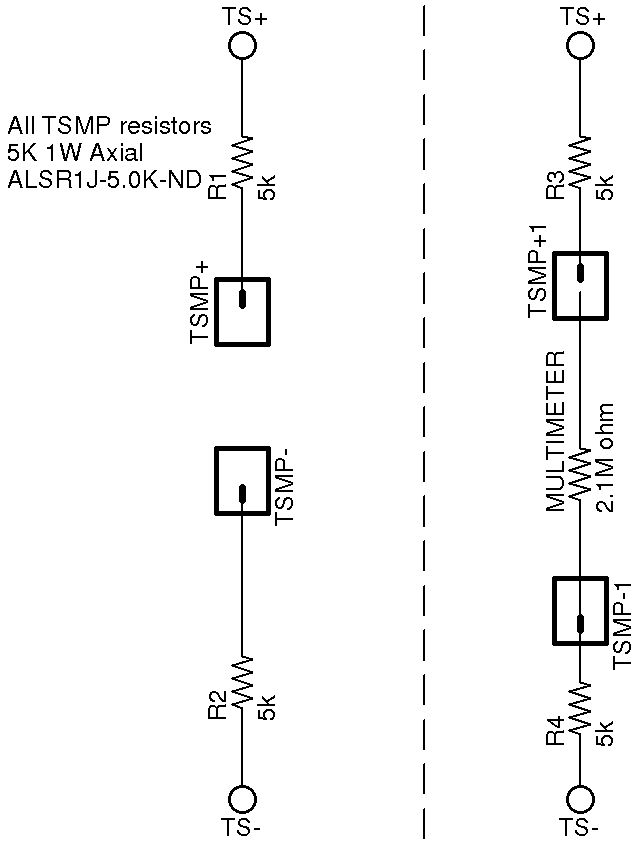 TS+
All TSMP resistors
5K 1W Axial
ALSR1J-5.0K-ND
R1
5k
TSMP+
TSMP-
R2
5k
TS-
TS+
R3
5k
TSMP+1
MULTIMETER
2.1M ohm
TSMP-1
R4
5k
TS-